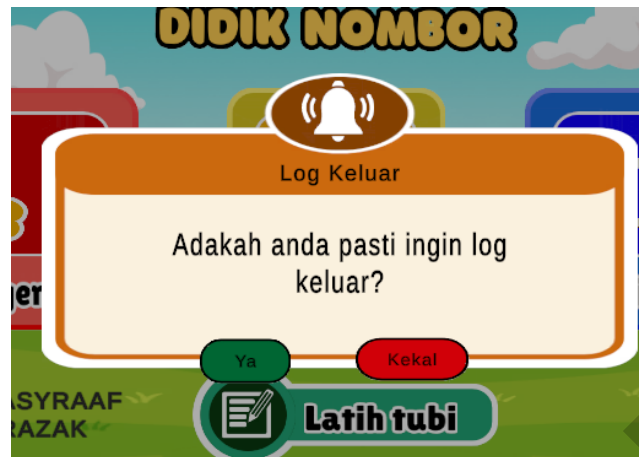 DIDIK NOMBOR
Log Keluar
Adakah anda pasti ingin log
keluar?
Ya
Kekal
ASYRAAF
RAZAK
Latih tubi